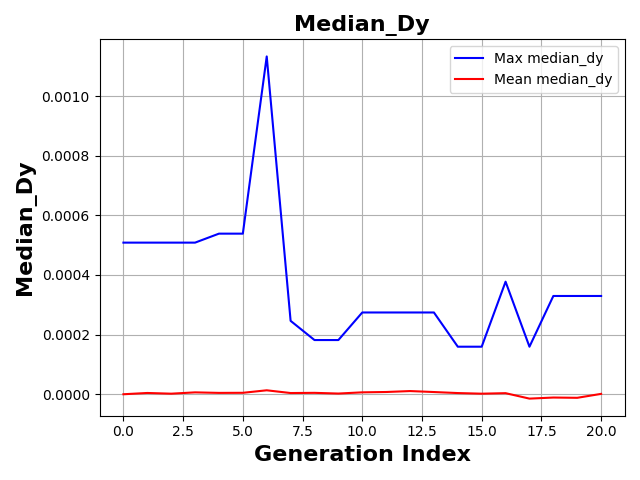 Median_Dy
Max median_dy
Mean median_dy
0.0010
0.0008
0.0006
0.0004
0.0002
0.0000
Median_Dy
0.0 2.5 5.0 7.5 10.0 12.5 15.0 17.5 20.0
Generation Index